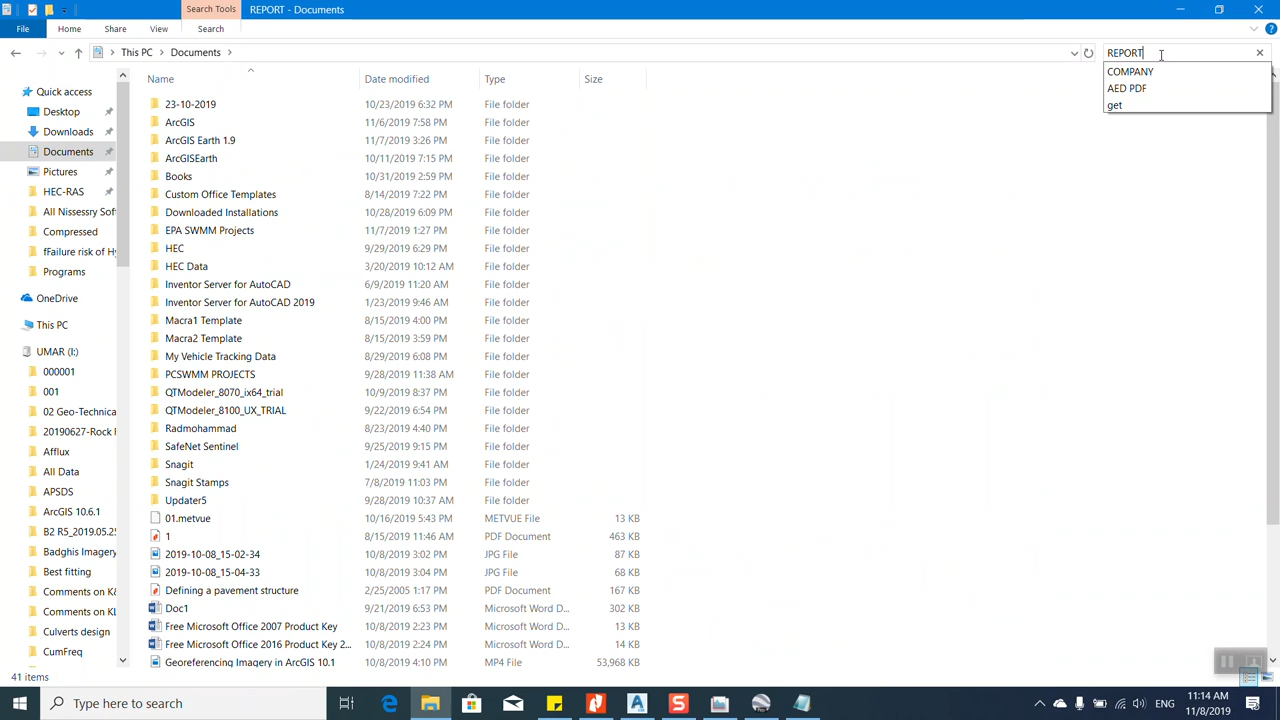 Search Tools
REPORT - Documents
File
Home
Share
View
Search
This PC
Documents
REPORT
COMPANY
AED PDF
get
Name
Date modified
Type
Size
Quick access
Desktop
Downloads
Documents
Pictures
HEC-RAS
All Nissessry Sof
Compressed
fFailure risk of Hy
Programs
OneDrive
This PC
UMAR (I:)
000001
001
02 Geo-Technica
20190627-Rock F
Afflux
All Data
APSDS
ArcGIS 10.6.1
B2 R5_2019.05.25
Badghis Imagery
Best fitting
Comments on K&
Comments on KL
Culverts design
CumFreq
23-10-2019 10/23/2019 6:32 PM File folder
ArcGIS 11/6/2019 7:58 PM File folder
ArcGIS Earth 1.9 11/7/2019 3:26 PM File folder
ArcGISEarth 10/11/2019 7:15 PM File folder
Books 10/31/2019 2:59 PM File folder
Custom Office Templates 8/14/2019 7:22 PM File folder
Downloaded Installations 10/28/2019 6:09 PM File folder
EPA SWMM Projects 11/7/2019 1:27 PM File folder
HEC 9/29/2019 6:29 PM File folder
HEC Data 3/20/2019 10:12 AM File folder
Inventor Server for AutoCAD 6/9/2019 11:20 AM File folder
Inventor Server for AutoCAD 2019 1/23/2019 9:46 AM File folder
Macra1 Template 8/15/2019 4:00 PM File folder
Macra2 Template 8/15/2019 3:59 PM File folder
My Vehicle Tracking Data 8/29/2019 6:08 PM File folder
PCSWMM PROJECTS 9/28/2019 11:38 AM File folder
QTModeler_8070_ix64_trial 10/9/2019 8:37 PM File folder
QTModeler_8100_UX_TRIAL 9/22/2019 6:54 PM File folder
Radmohammad 8/23/2019 4:40 PM File folder
SafeNet Sentinel 9/25/2019 9:15 PM File folder
Snagit 1/24/2019 9:41 AM File folder
Snagit Stamps 7/8/2019 11:03 PM File folder
Updater5 9/28/2019 10:37 AM File folder
01.metvue 10/16/2019 5:43 PM METVUE File 13 KB
1 8/15/2019 11:46 AM PDF Document 463 KB
2019-10-08_15-02-34 10/8/2019 3:02 PM JPG File 87 KB
2019-10-08_15-04-33 10/8/2019 3:04 PM JPG File 68 KB
Defining a pavement structure 2/25/2005 1:17 PM PDF Document 167 KB
Doc1 9/21/2019 6:53 PM Microsoft Word D... 302 KB
Free Microsoft Office 2007 Product Key 10/8/2019 2:23 PM Microsoft Word D... 13 KB
Free Microsoft Office 2016 Product Key 2... 10/8/2019 2:24 PM Microsoft Word D... 14 KB
Georeferencing Imagery in ArcGIS 10.1 10/8/2019 4:10 PM MP4 File 53,968 KB
41 items
Type here to search
ENG
11:14 AM
11/8/2019